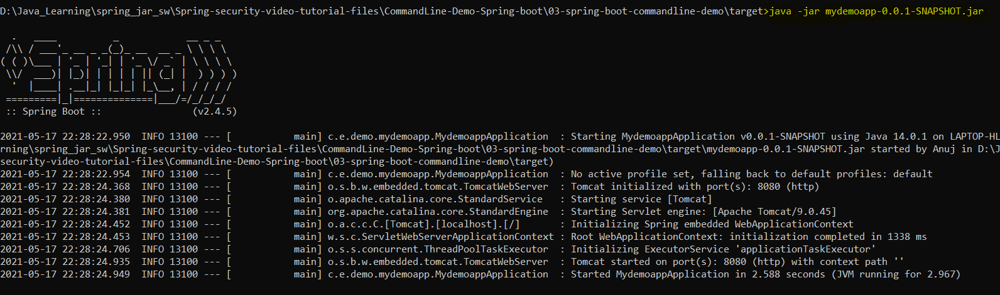 D:\Java_Learning\spring_jar_sw\Spring-security-video-tutorial-files\CommandLine-Demo-Spring-boot\03-spring-boot-commandline-demo\target>java -jar mydemoapp-0.0.1-SNAPSHOT.jar
  .   ____          _            __ _ _
 /\\ / ___'_ __ _ _(_)_ __  __ _ \ \ \ \
( ( )\___ | '_ | '_| | '_ \/ _` | \ \ \ \
 \\/  ___)| |_)| | | | | || (_| |  ) ) ) )
  '  |____| .__|_| |_|_| |_\__, | / / / /
 =========|_|==============|___/=/_/_/_/
 :: Spring Boot ::                (v2.4.5)
2021-05-17 22:28:22.950  INFO 13100 --- [           main] c.e.demo.mydemoapp.MydemoappApplication  : Starting MydemoappApplication v0.0.1-SNAPSHOT using Java 14.0.1 on LAPTOP-HL
rning\spring_jar_sw\Spring-security-video-tutorial-files\CommandLine-Demo-Spring-boot\03-spring-boot-commandline-demo\target\mydemoapp-0.0.1-SNAPSHOT.jar started by Anuj in D:\J
security-video-tutorial-files\CommandLine-Demo-Spring-boot\03-spring-boot-commandline-demo\target)
2021-05-17 22:28:22.954  INFO 13100 --- [           main] c.e.demo.mydemoapp.MydemoappApplication  : No active profile set, falling back to default profiles: default
2021-05-17 22:28:24.368  INFO 13100 --- [           main] o.s.b.w.embedded.tomcat.TomcatWebServer  : Tomcat initialized with port(s): 8080 (http)
2021-05-17 22:28:24.380  INFO 13100 --- [           main] o.apache.catalina.core.StandardService   : Starting service [Tomcat]
2021-05-17 22:28:24.381  INFO 13100 --- [           main] org.apache.catalina.core.StandardEngine  : Starting Servlet engine: [Apache Tomcat/9.0.45]
2021-05-17 22:28:24.452  INFO 13100 --- [           main] o.a.c.c.C.[Tomcat].[localhost].[/]       : Initializing Spring embedded WebApplicationContext
2021-05-17 22:28:24.453  INFO 13100 --- [           main] w.s.c.ServletWebServerApplicationContext : Root WebApplicationContext: initialization completed in 1338 ms
2021-05-17 22:28:24.706  INFO 13100 --- [           main] o.s.s.concurrent.ThreadPoolTaskExecutor  : Initializing ExecutorService 'applicationTaskExecutor'
2021-05-17 22:28:24.935  INFO 13100 --- [           main] o.s.b.w.embedded.tomcat.TomcatWebServer  : Tomcat started on port(s): 8080 (http) with context path ''
2021-05-17 22:28:24.949  INFO 13100 --- [           main] c.e.demo.mydemoapp.MydemoappApplication  : Started MydemoappApplication in 2.588 seconds (JVM running for 2.967)